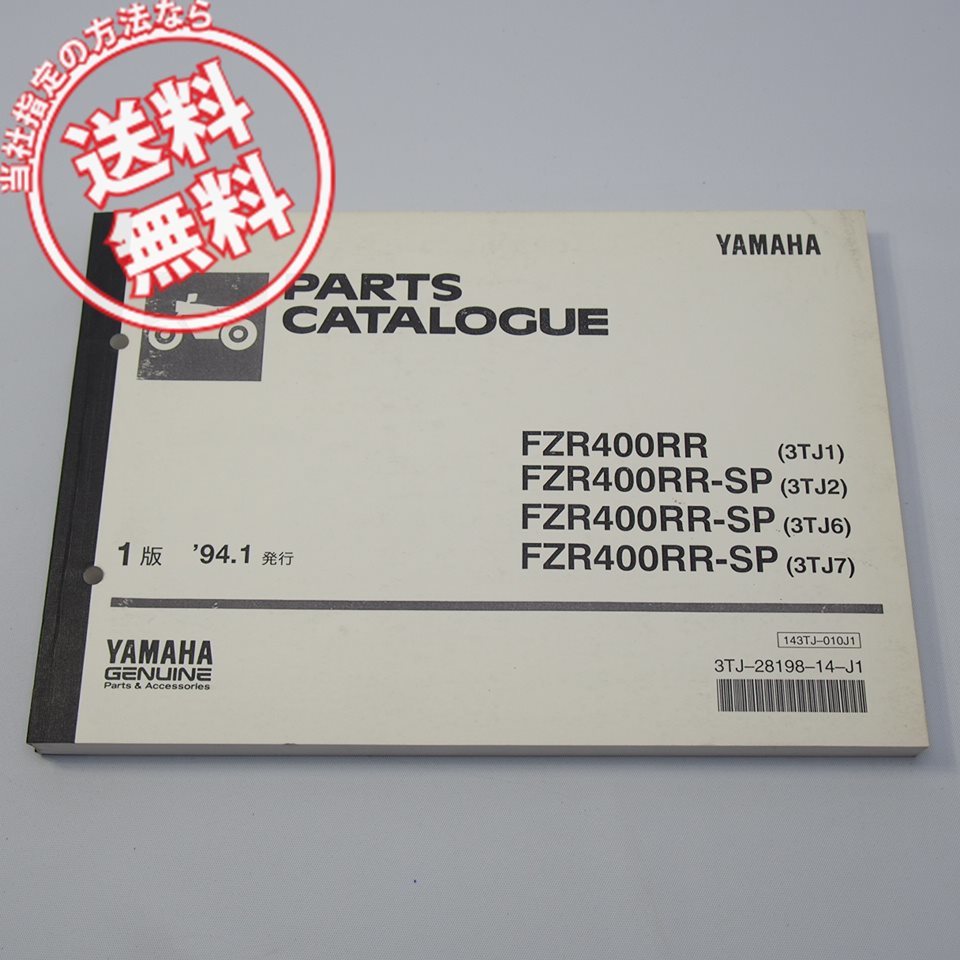 当社指定の方法なら
送料
無料
YAMAHA
PARTS
CATALOGUE
FZR400RR (3TJ1)
FZR400RR-SP (3TJ2)
FZR400RR-SP (3TJ6)
FZR400RR-SP (3TJ7)
1版 '94.1 発行
YAMAHA
GENUINE
Parts & Accessories
143TJ-010J1
3TJ-28198-14-J1